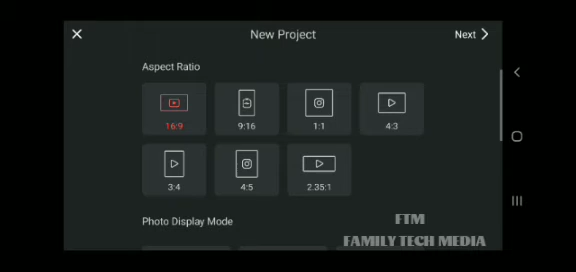 New Project
Next
Aspect Ratio
16:9
9:16
1:1
4:3
3:4
4:5
2.35:1
Photo Display Mode
FTM
FAMILY TECH MEDIA